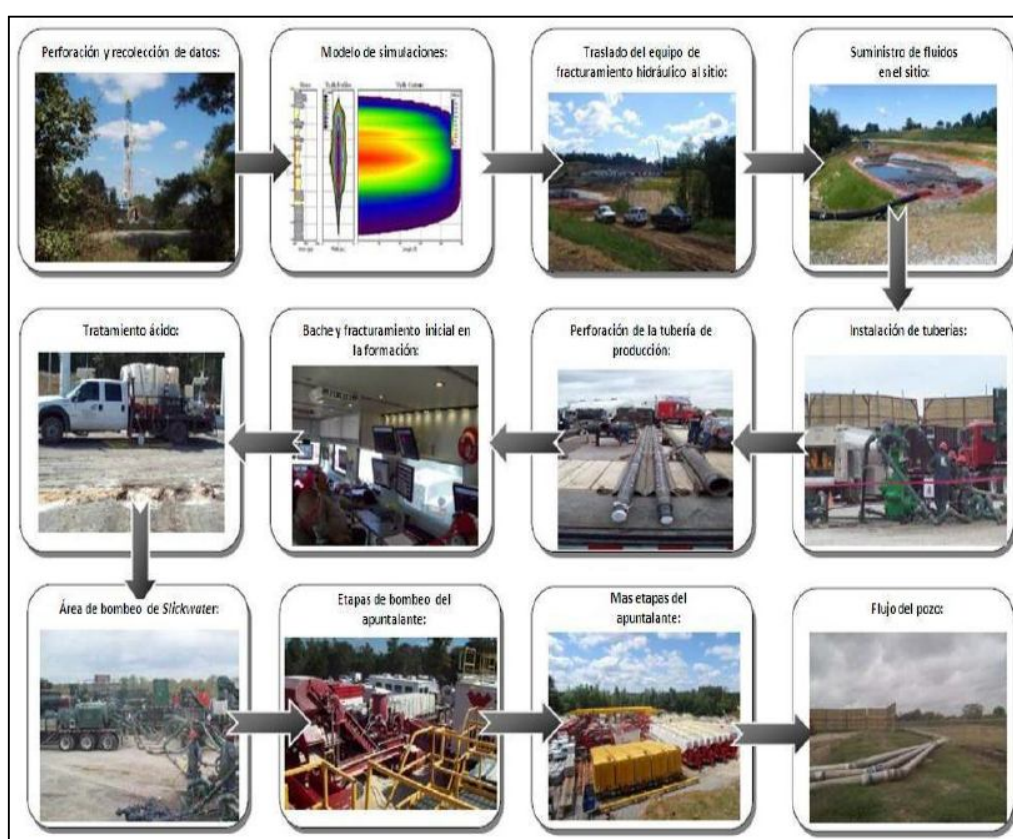 Perforación y recolección de datos:
Modelo de simulaciones:
Traslado del equipo de
fracturamiento hidráulico al sitio:
Suministro de fluidos
en el sitio:
Instalación de tuberias:
Perforación de la tubería de
producción:
Bache y fracturamiento inicial en
la formación:
Tratamiento ácido:
Área de bombeo de Slickwater:
Etapas de bombeo del
apuntalante:
Mas etapas del
apuntalante:
Flujo del pozo: